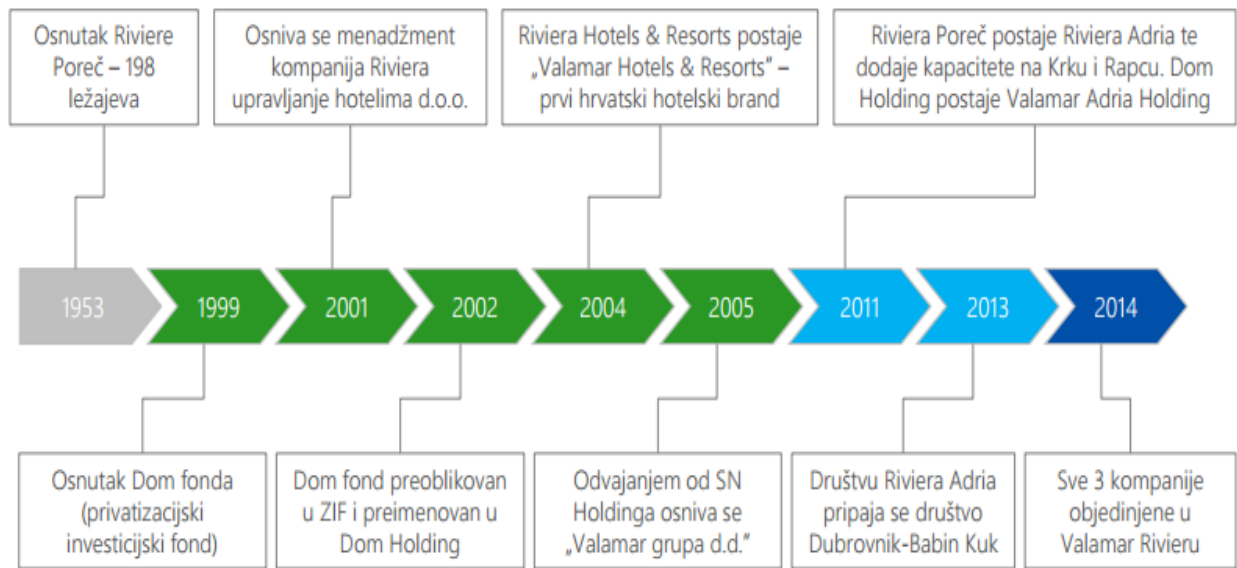 Osnutak Riviere
Poreč – 198
ležajeva
Osniva se menadžment
kompanija Riviera
upravljanje hotelima d.o.o.
Riviera Hotels & Resorts postaje
„Valamar Hotels & Resorts” –
prvi hrvatski hotelski brand
Riviera Poreč postaje Riviera Adria te
dodaje kapacitete na Krku i Rapcu. Dom
Holding postaje Valamar Adria Holding
1953
1999
2001
2002
2004
2005
2011
2013
2014
Osnutak Dom fonda
(privatizacijski
investicijski fond)
Dom fond preoblikovan
u ZIF i preimenovan u
Dom Holding
Odvajanjem od SN
Holdinga osniva se
„Valamar grupa d.d.”
Društvu Riviera Adria
pripaja se društvo
Dubrovnik-Babin Kuk
Sve 3 kompanije
objedinjene u
Valamar Rivieru